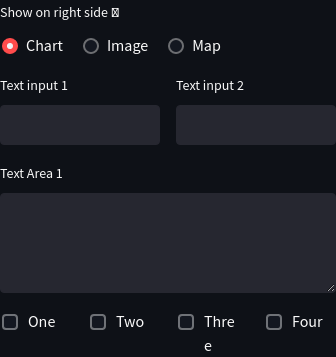 Show on right side
Chart Image Map
Text input 1 Text input 2
Text Area 1
One Two Thre Four
e